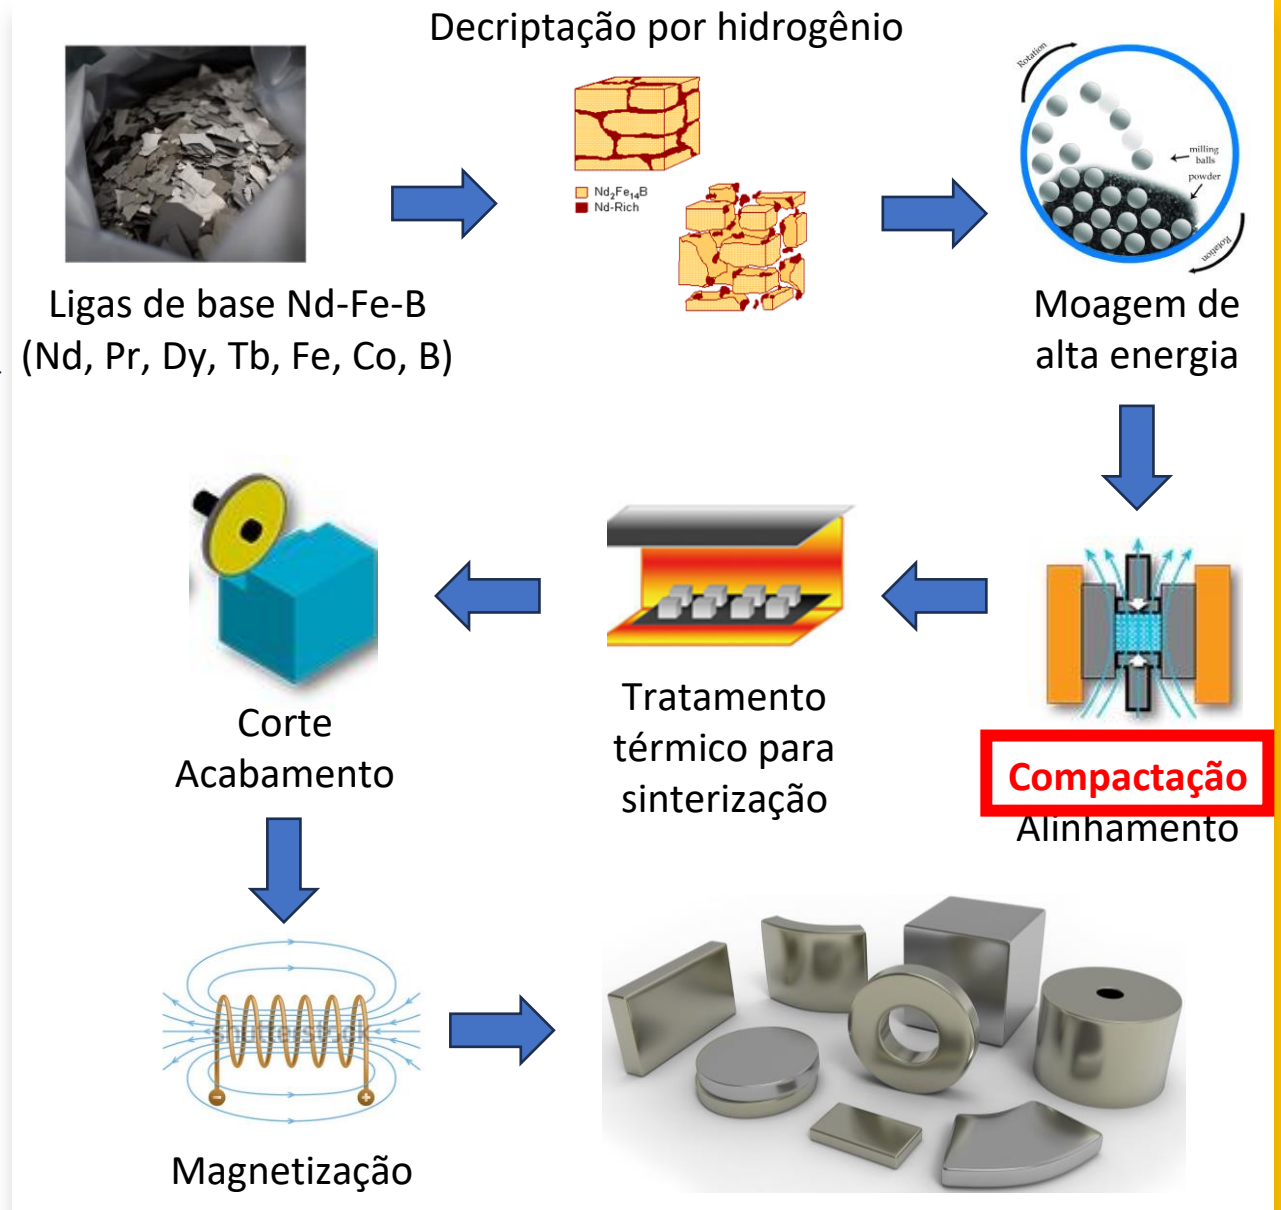 Decriptação por hidrogênio
Rotation
milling
balls
powder
Rotation
Nd₂Fe₁₄B
Nd-Rich
Ligas de base Nd-Fe-B
(Nd, Pr, Dy, Tb, Fe, Co, B)
Moagem de
alta energia
Corte
Acabamento
Tratamento
térmico para
sinterização
Compactação
Alinhamento
shutterstock
Magnetização